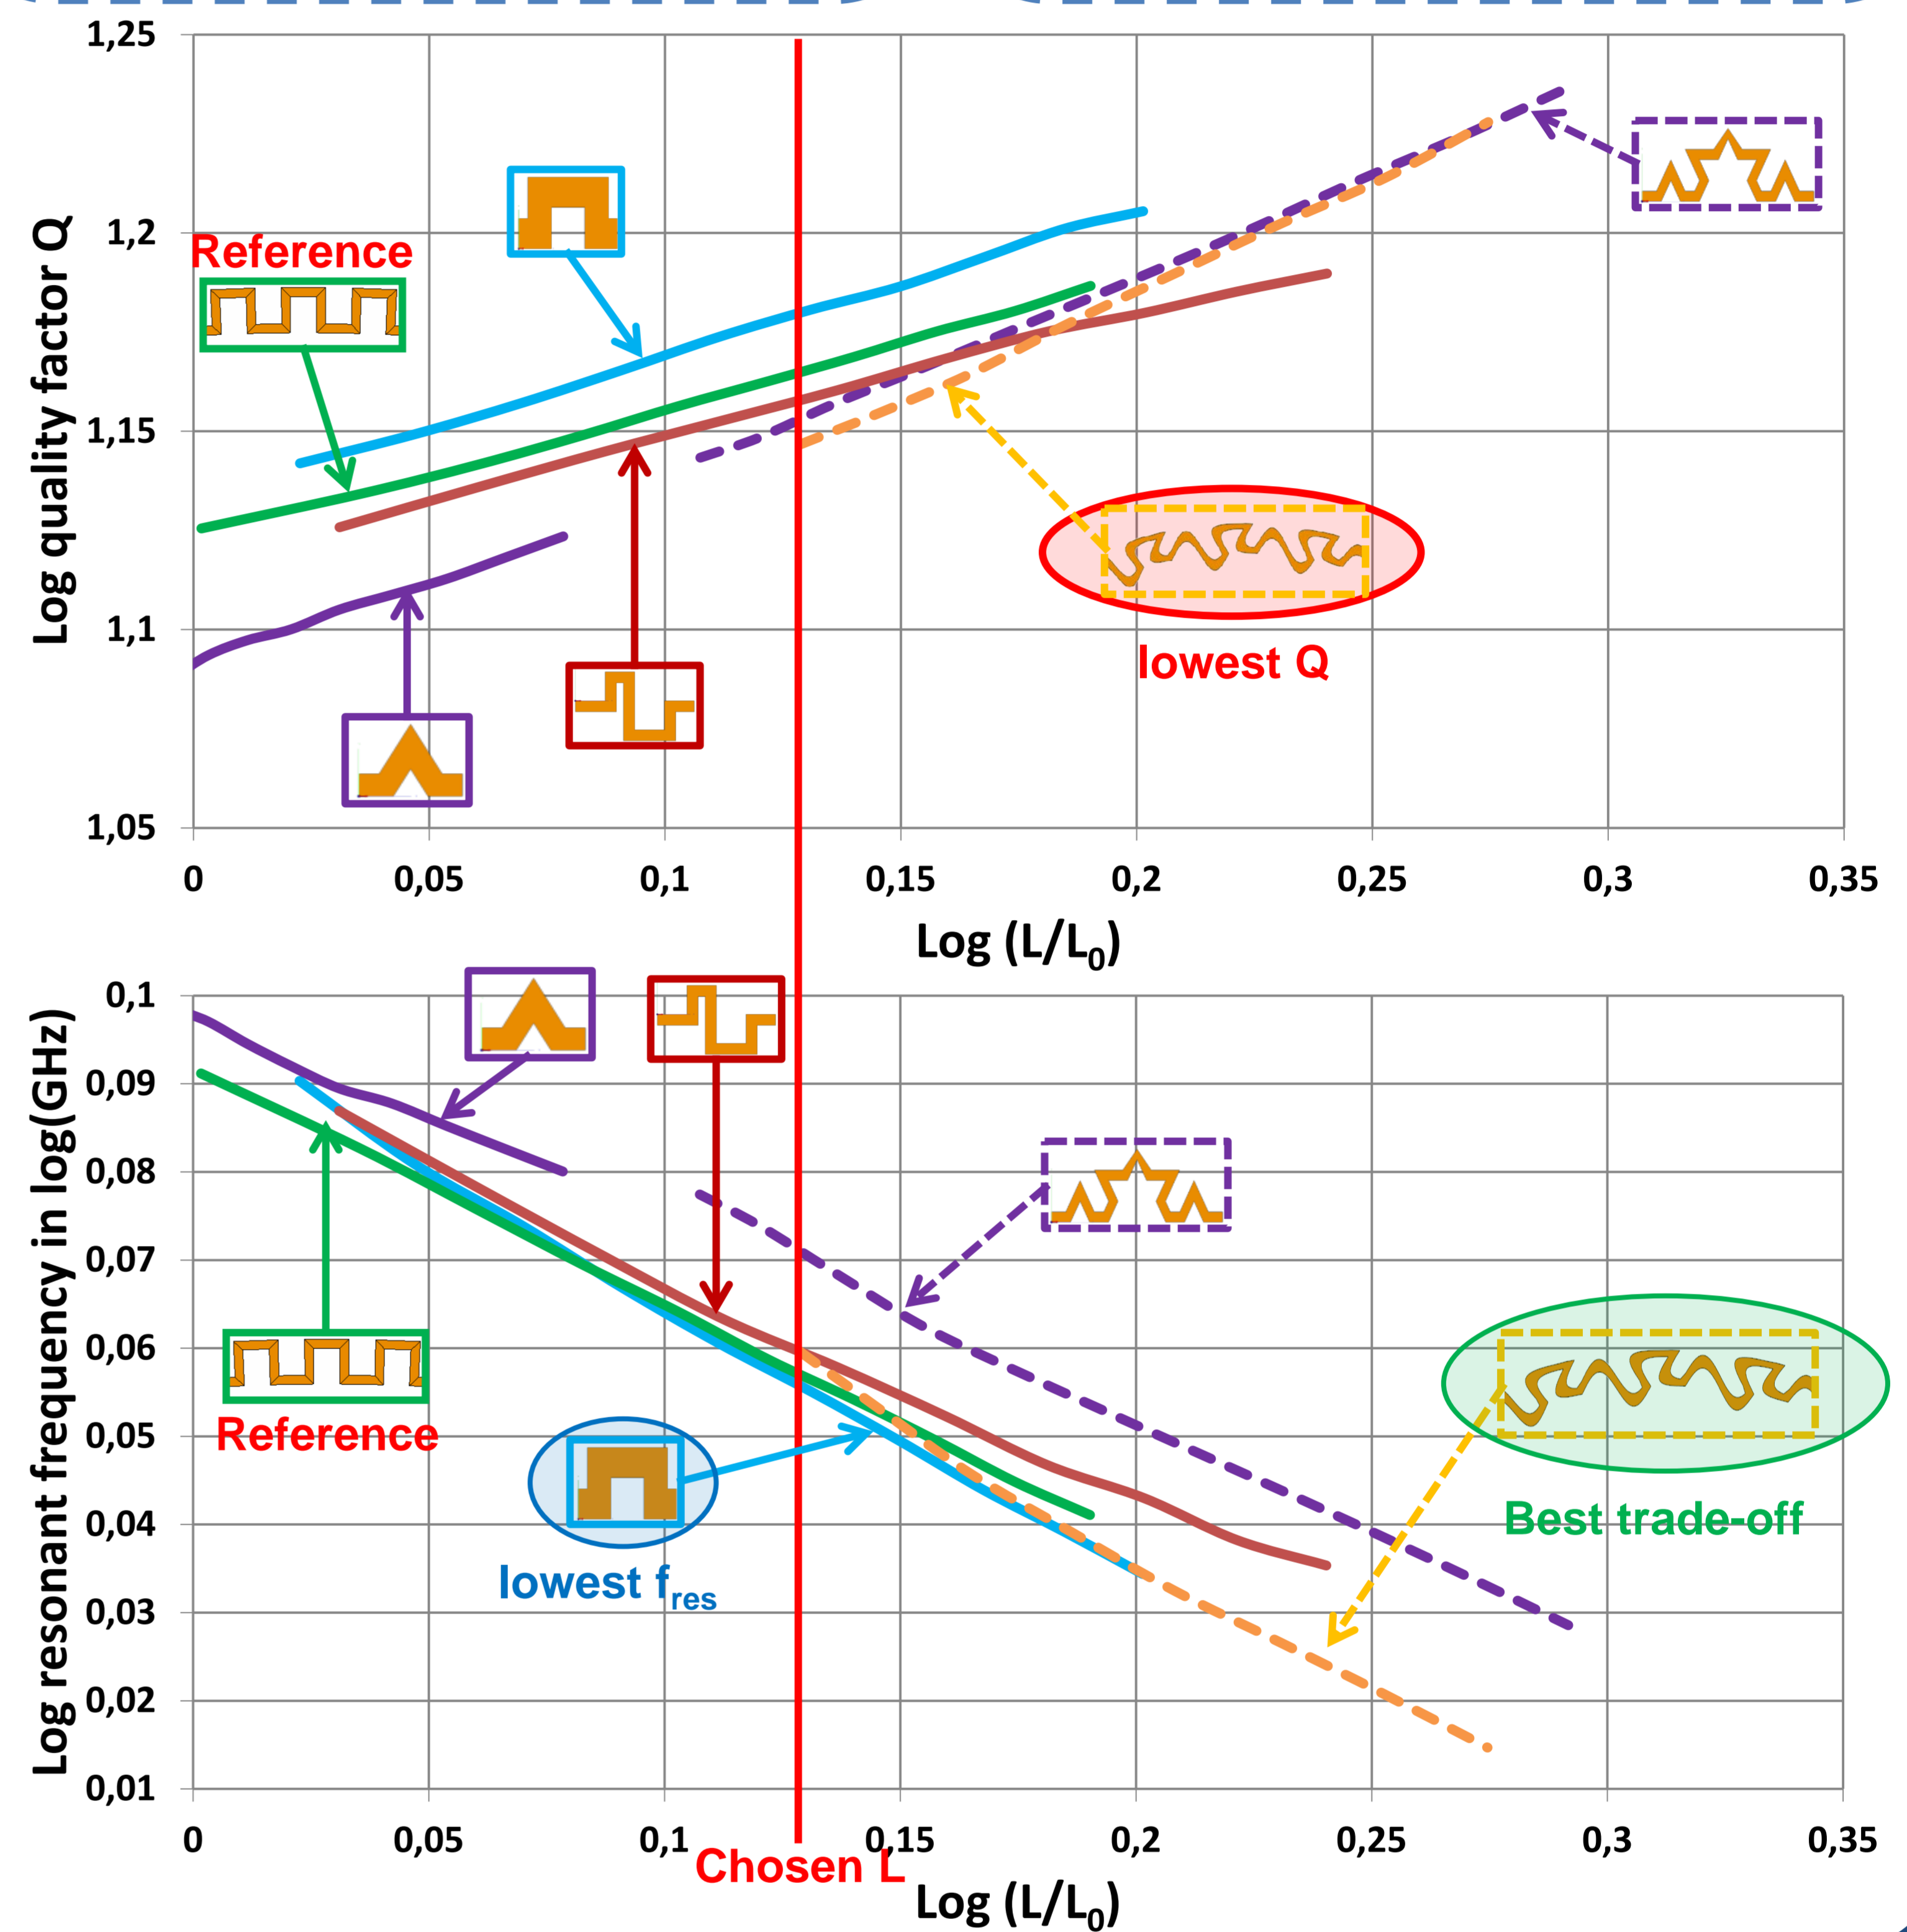 Log quality factor Q
1,25
1,2
1,15
1,1
1,05
Reference
lowest Q
0 0,05 0,1 0,15 0,2 0,25 0,3 0,35
Log (L/L0)
Log resonant frequency in log(GHz)
0,1
0,09
0,08
0,07
0,06
0,05
0,04
0,03
0,02
0,01
Reference
lowest fres
Best trade-off
0 0,05 0,1 0,15 0,2 0,25 0,3 0,35
Chosen L
Log (L/L0)